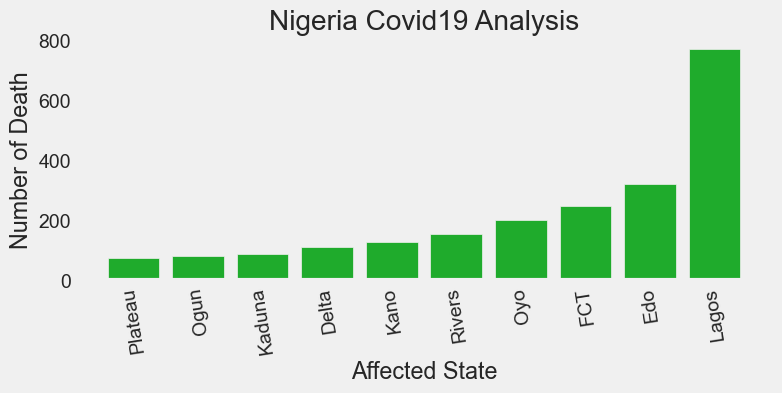 Nigeria Covid19 Analysis
Number of Death
800
600
400
200
0
Plateau
Ogun
Kaduna
Delta
Kano
Rivers
Oyo
FCT
Edo
Lagos
Affected State